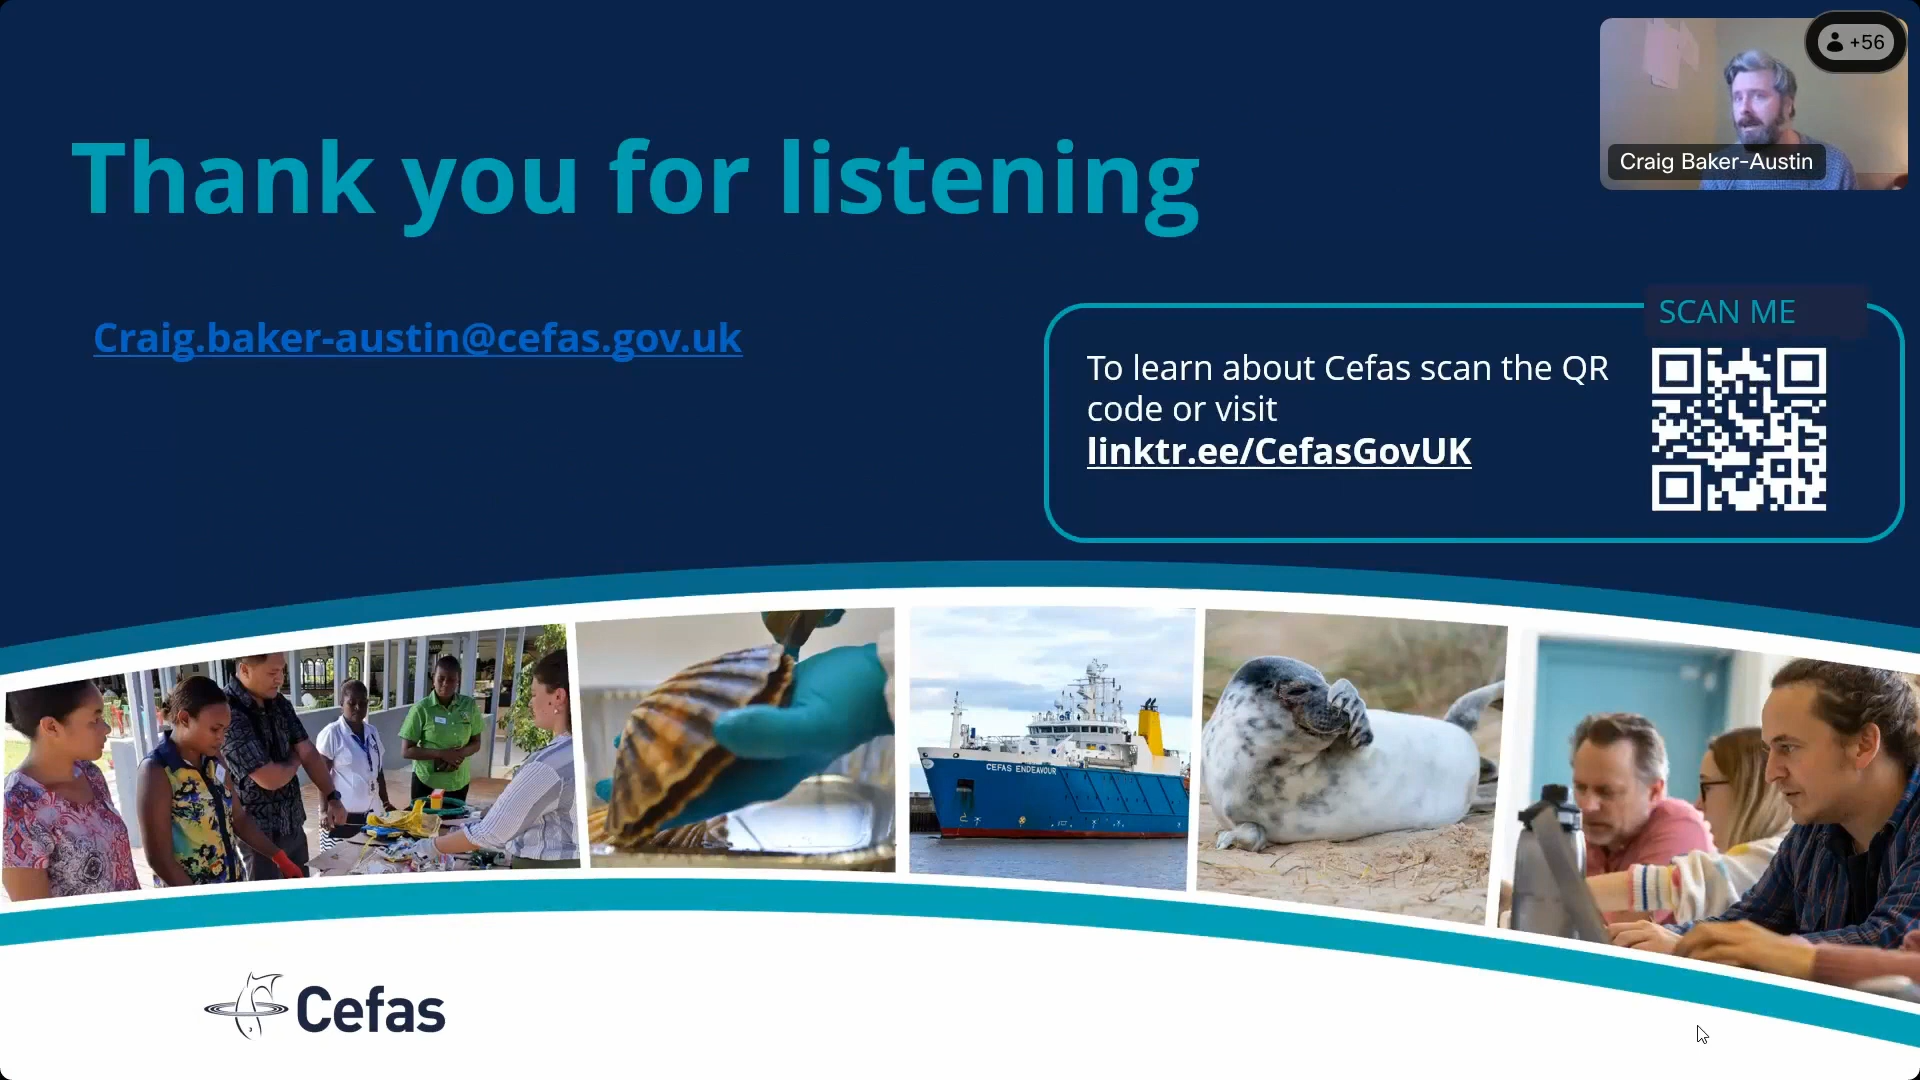 +56
Craig Baker-Austin
Thank you for listening
Craig.baker-austin@cefas.gov.uk
SCAN ME
To learn about Cefas scan the QR
code or visit
linktr.ee/CefasGovUK
CEFAS ENDEAVOUR
Cefas